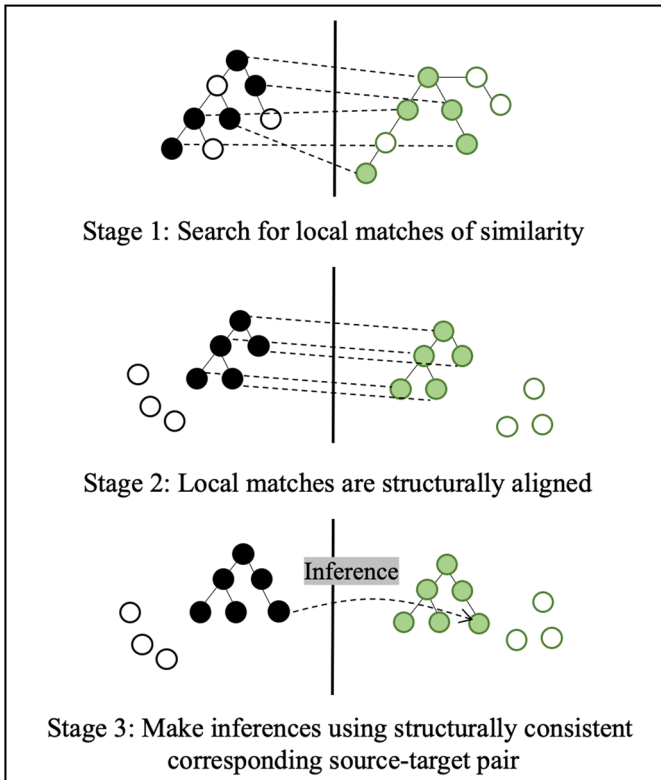 Stage 1: Search for local matches of similarity
Stage 2: Local matches are structurally aligned
Inference
Stage 3: Make inferences using structurally consistent
corresponding source-target pair